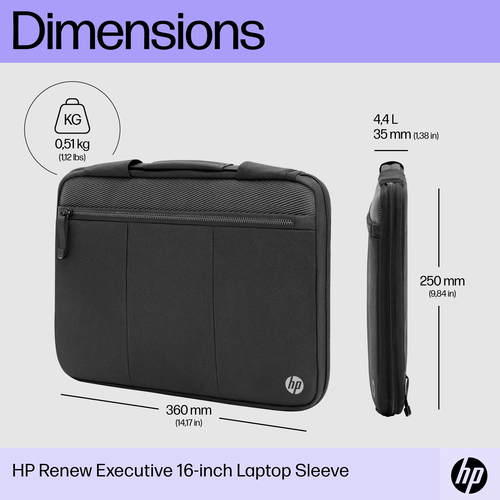 Dimensions
KG
0,51 kg
(1,12 lbs)
4,4 L
35 mm (1,38 in)
250 mm
(9,84 in)
hp
360 mm
(14,17 in)
HP Renew Executive 16-inch Laptop Sleeve
hp